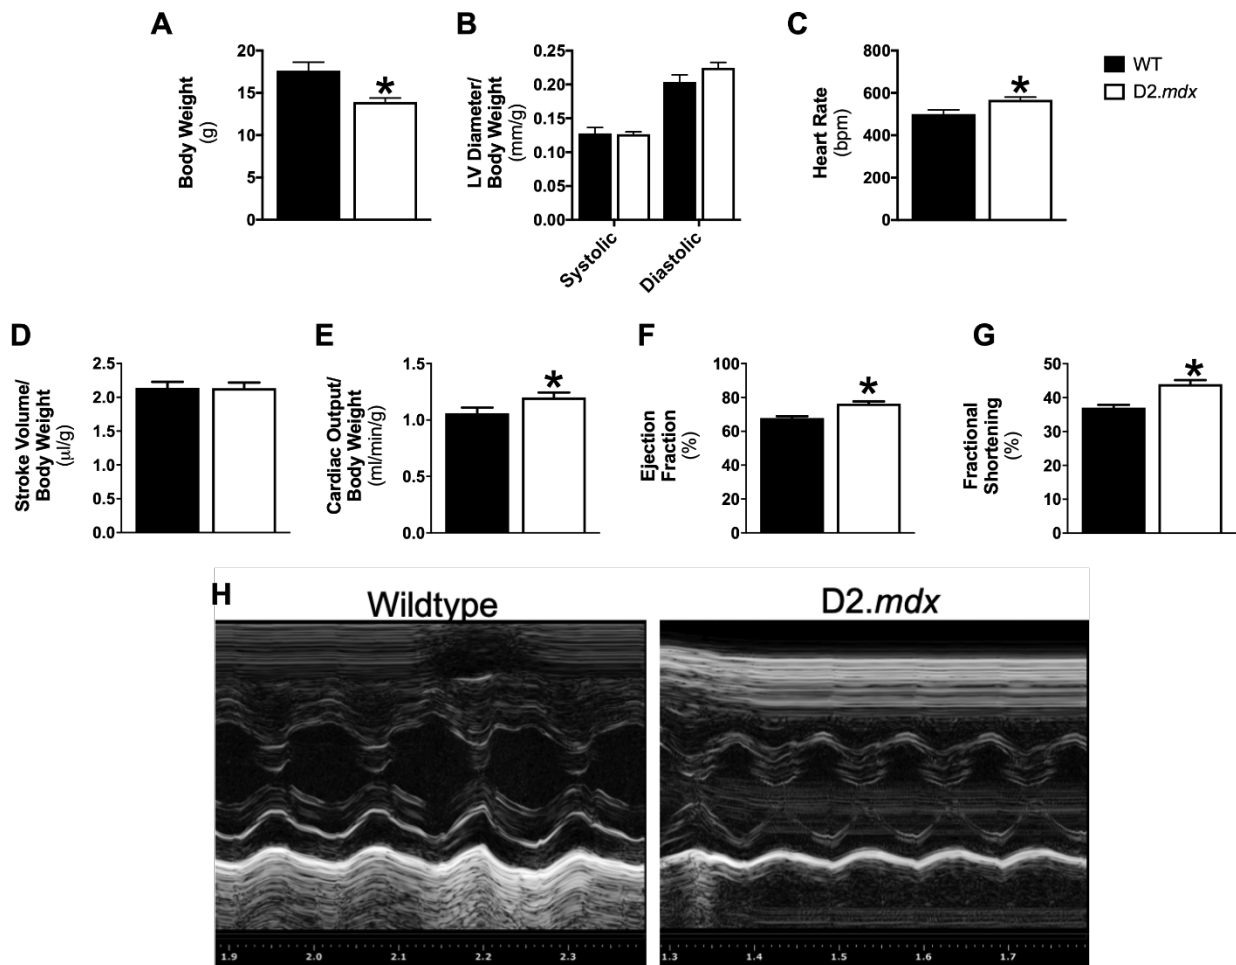 A
Body Weight
(g)
20
15
10
5
0
*
B
LV Diameter/
Body Weight
(mm/g)
0.25
0.20
0.15
0.10
0.05
0.00
Systolic
Diastolic
C
Heart Rate
(bpm)
800
600
400
200
0
*
WT
D2.mdx
D
Stroke Volume/
Body Weight
(µl/g)
2.5
2.0
1.5
1.0
0.5
0.0
E
Cardiac Output/
Body Weight
(ml/min/g)
1.5
1.0
0.5
0.0
*
F
Ejection
Fraction
(%)
100
80
60
40
20
0
*
G
Fractional
Shortening
(%)
50
40
30
20
10
0
*
H
Wildtype
D2.mdx
1.9 2.0 2.1 2.2 2.3
1.3 1.4 1.5 1.6 1.7